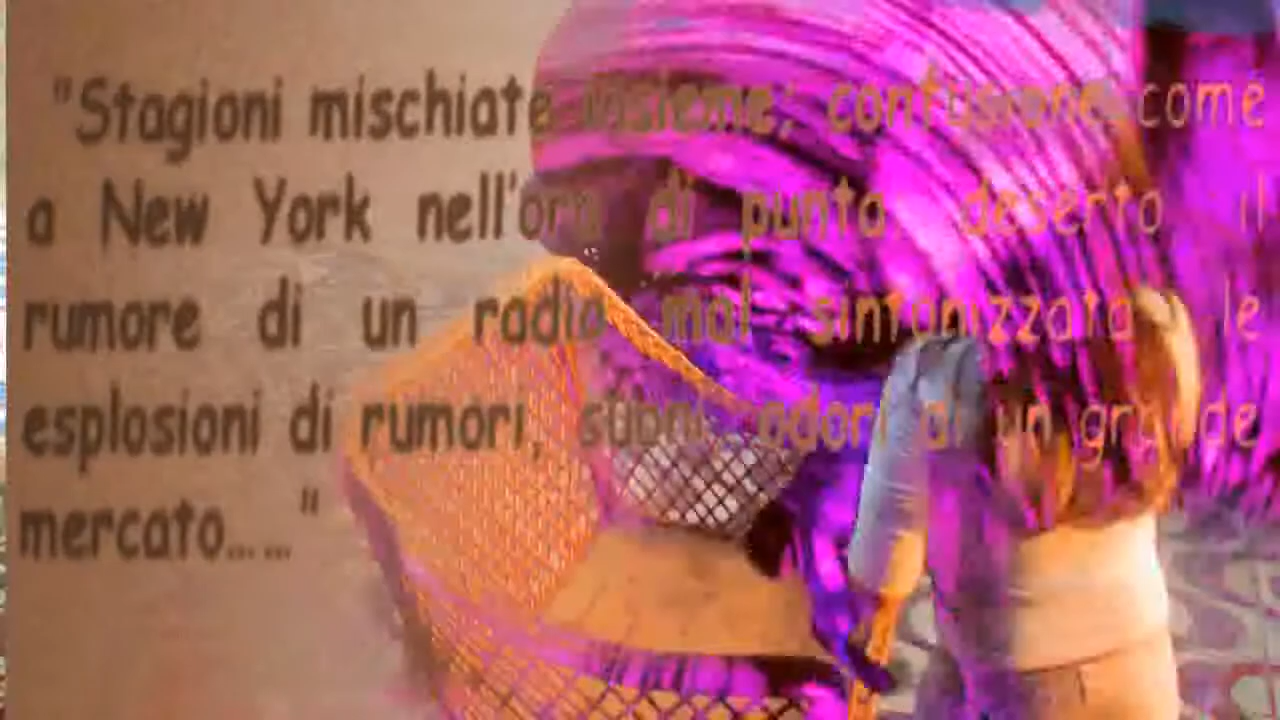 "Stagioni mischiate insieme, confusione come
a New York nell'ora di punta deserto il
rumore di un radio mal sintonizzata le
esplosioni di rumori, suoni odori di un grande
mercato……"